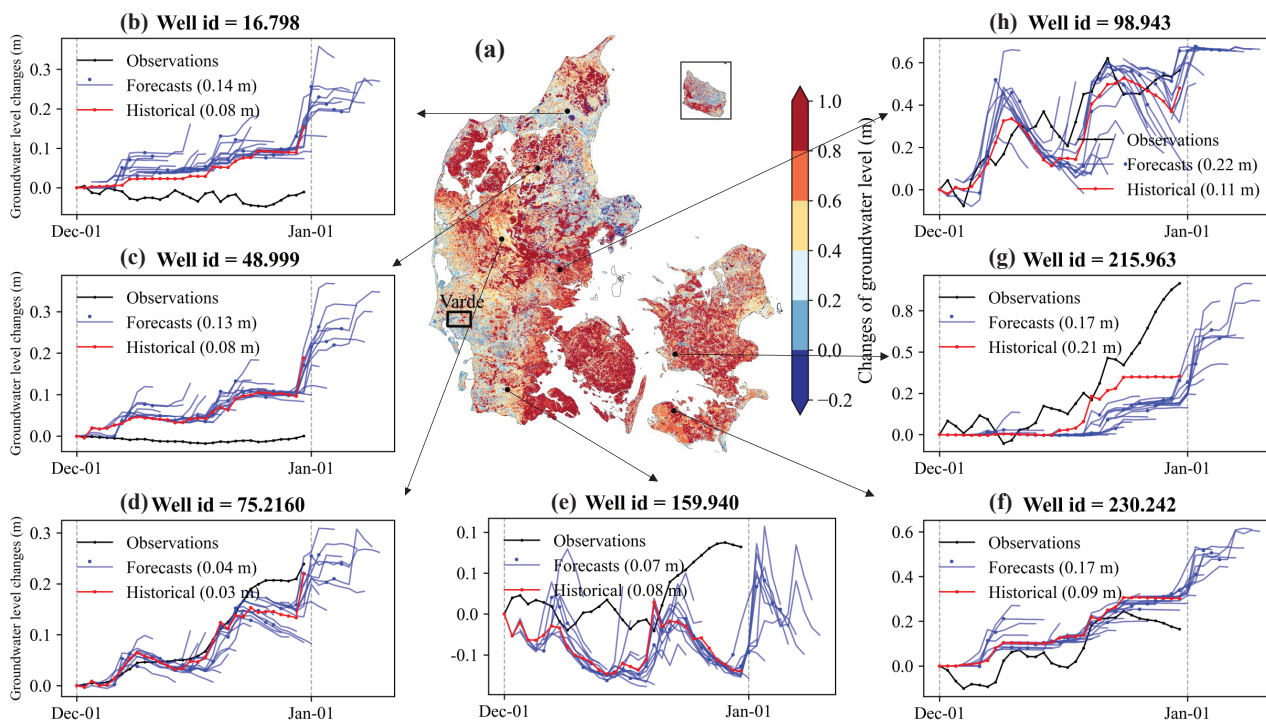 (b) Well id = 16.798
Groundwater level changes (m)
0.3
0.2
0.1
0.0
Observations
Forecasts (0.14 m)
Historical (0.08 m)
Dec-01
Jan-01
(a)
Varde
1.0
0.8
0.6
0.4
0.2
0.0
−0.2
Changes of groundwater level (m)
(h) Well id = 98.943
0.6
0.4
0.2
0.0
Observations
Forecasts (0.22 m)
Historical (0.11 m)
Dec-01
Jan-01
(c) Well id = 48.999
Groundwater level changes (m)
0.3
0.2
0.1
0.0
Observations
Forecasts (0.13 m)
Historical (0.08 m)
Dec-01
Jan-01
(g) Well id = 215.963
0.8
0.5
0.2
0.0
Observations
Forecasts (0.17 m)
Historical (0.21 m)
Dec-01
Jan-01
(d) Well id = 75.2160
Groundwater level changes (m)
0.3
0.2
0.1
0.0
Observations
Forecasts (0.04 m)
Historical (0.03 m)
Dec-01
Jan-01
(e) Well id = 159.940
0.1
0.1
0.0
−0.1
Observations
Forecasts (0.07 m)
Historical (0.08 m)
Dec-01
Jan-01
(f) Well id = 230.242
0.6
0.4
0.2
0.0
Observations
Forecasts (0.17 m)
Historical (0.09 m)
Dec-01
Jan-01